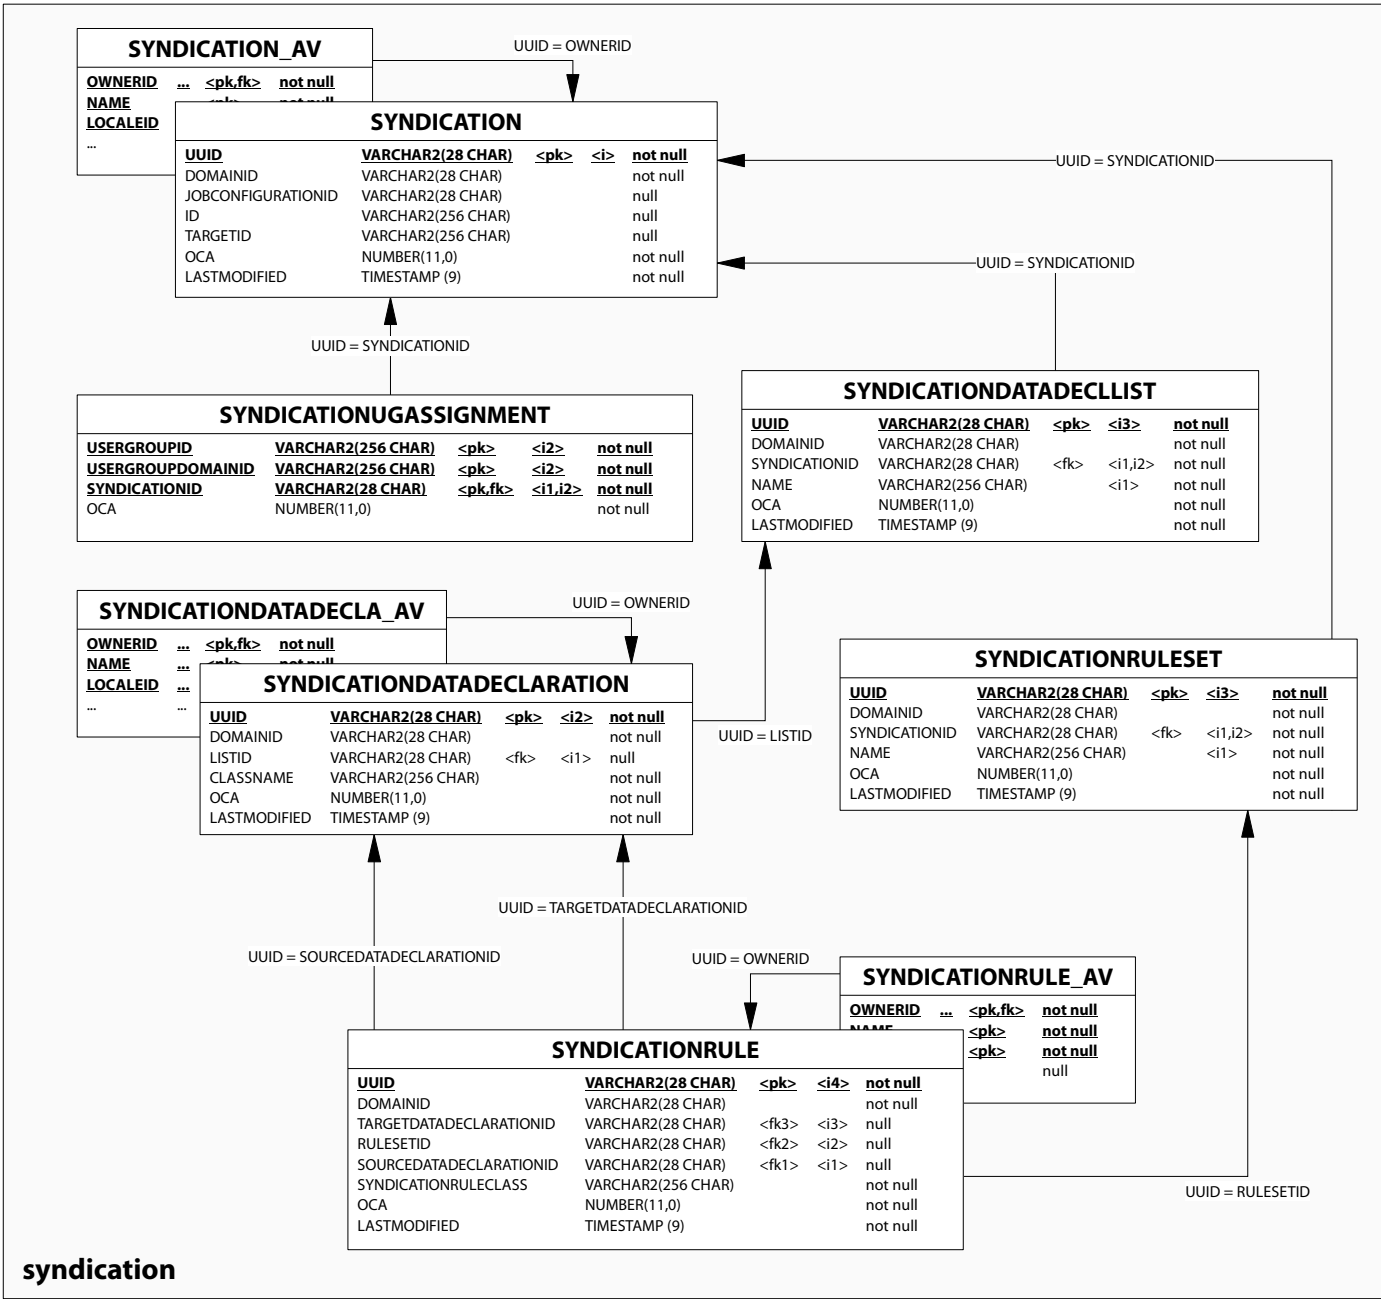 SYNDICATION_AV
OWNERID ... <pk,fk> not null
NAME
LOCALEID
...
UUID = OWNERID
SYNDICATION
UUID VARCHAR2(28 CHAR) <pk> <i> not null
DOMAINID VARCHAR2(28 CHAR) not null
JOBCONFIGURATIONID VARCHAR2(28 CHAR) null
ID VARCHAR2(256 CHAR) null
TARGETID VARCHAR2(256 CHAR) null
OCA NUMBER(11,0) not null
LASTMODIFIED TIMESTAMP (9) not null
UUID = SYNDICATIONID
UUID = SYNDICATIONID
UUID = SYNDICATIONID
SYNDICATIONUGASSIGNMENT
USERGROUPID VARCHAR2(256 CHAR) <pk> <i2> not null
USERGROUPDOMAINID VARCHAR2(256 CHAR) <pk> <i2> not null
SYNDICATIONID VARCHAR2(28 CHAR) <pk,fk> <i1,i2> not null
OCA NUMBER(11,0) not null
SYNDICATIONDATADECLLIST
UUID VARCHAR2(28 CHAR) <pk> <i3> not null
DOMAINID VARCHAR2(28 CHAR) not null
SYNDICATIONID VARCHAR2(28 CHAR) <fk> <i1,i2> not null
NAME VARCHAR2(256 CHAR) <i1> not null
OCA NUMBER(11,0) not null
LASTMODIFIED TIMESTAMP (9) not null
SYNDICATIONDATADECLA_AV
OWNERID ... <pk,fk> not null
NAME ... <pk> not null
LOCALEID ...
... ...
UUID = OWNERID
SYNDICATIONDATADECLARATION
UUID VARCHAR2(28 CHAR) <pk> <i2> not null
DOMAINID VARCHAR2(28 CHAR) not null
LISTID VARCHAR2(28 CHAR) <fk> <i1> null
CLASSNAME VARCHAR2(256 CHAR) not null
OCA NUMBER(11,0) not null
LASTMODIFIED TIMESTAMP (9) not null
UUID = LISTID
SYNDICATIONRULESET
UUID VARCHAR2(28 CHAR) <pk> <i3> not null
DOMAINID VARCHAR2(28 CHAR) not null
SYNDICATIONID VARCHAR2(28 CHAR) <fk> <i1,i2> not null
NAME VARCHAR2(256 CHAR) <i1> not null
OCA NUMBER(11,0) not null
LASTMODIFIED TIMESTAMP (9) not null
UUID = TARGETDATADECLARATIONID
UUID = SOURCEDATADECLARATIONID
UUID = OWNERID
SYNDICATIONRULE_AV
OWNERID ... <pk,fk> not null
NAME <pk> not null
<pk> not null
null
SYNDICATIONRULE
UUID VARCHAR2(28 CHAR) <pk> <i4> not null
DOMAINID VARCHAR2(28 CHAR) not null
TARGETDATADECLARATIONID VARCHAR2(28 CHAR) <fk3> <i3> null
RULESETID VARCHAR2(28 CHAR) <fk2> <i2> null
SOURCEDATADECLARATIONID VARCHAR2(28 CHAR) <fk1> <i1> null
SYNDICATIONRULECLASS VARCHAR2(256 CHAR) not null
OCA NUMBER(11,0) not null
LASTMODIFIED TIMESTAMP (9) not null
UUID = RULESETID
syndication